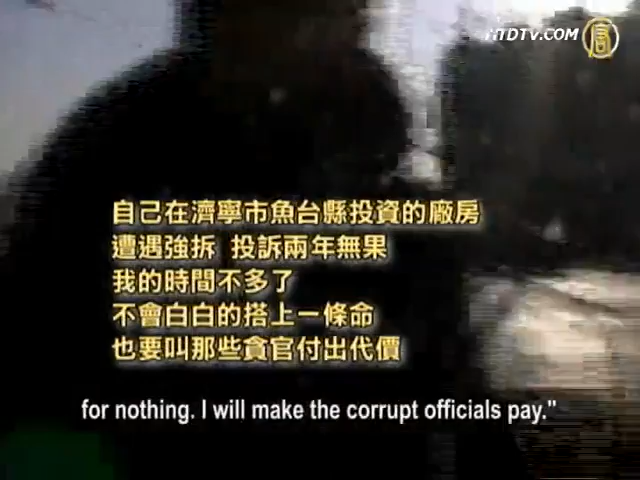 NTDTV.COM
唐
自己在濟寧市魚台縣投資的廠房
遭遇強拆 投訴兩年無果
我的時間不多了
不會白白的搭上一條命
也要叫那些貪官付出代價
for nothing. I will make the corrupt officials pay."